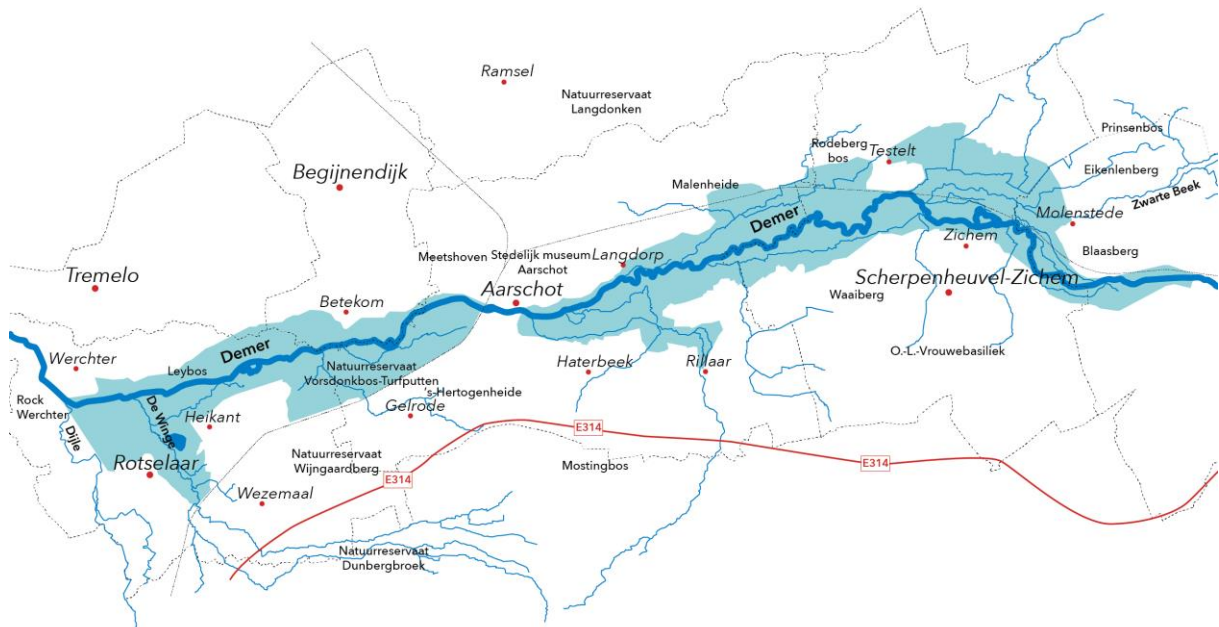 Ramsel
Natuurreservaat
Langdonken
Prinsenbos
Rodeberg
bos
Testelt
Begijnendijk
Eikenlenberg
Malenheide
Zwarte Beek
Demer
Molenstede
Zichem
Blaasberg
Meetshoven
Stedelijk museum
Aarschot
Langdorp
Tremelo
Aarschot
Scherpenheuvel-Zichem
Waaiberg
Betekom
Demer
O.-L.-Vrouwebasiliek
Werchter
Leybos
Natuurreservaat
Vorsdonkbos-Turfputten
Haterbeek
Rillaar
's-Hertogenheide
Rock
Werchter
De Winge
Heikant
Gelrode
Dijle
E314
Natuurreservaat
Wijngaardberg
Rotselaar
Mostingbos
E314
E314
Wezemaal
Natuurreservaat
Dunbergbroek